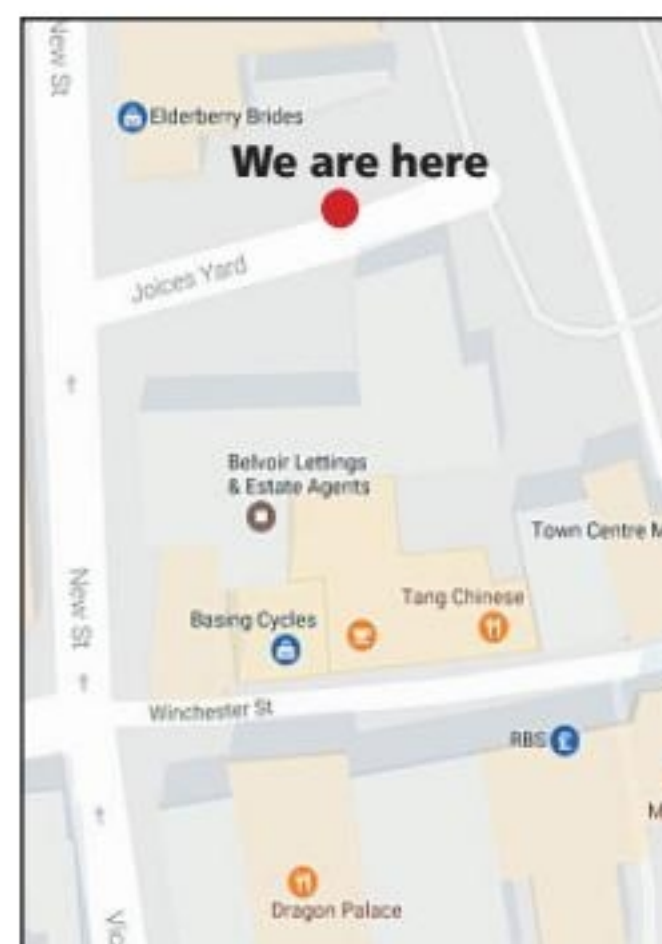 New St
Elderberry Brides
We are here
Joices Yard
Belvoir Lettings
& Estate Agents
Town Centre M
New St
Tang Chinese
Basing Cycles
Winchester St
RBS
£
M
Dragon Palace
Vic